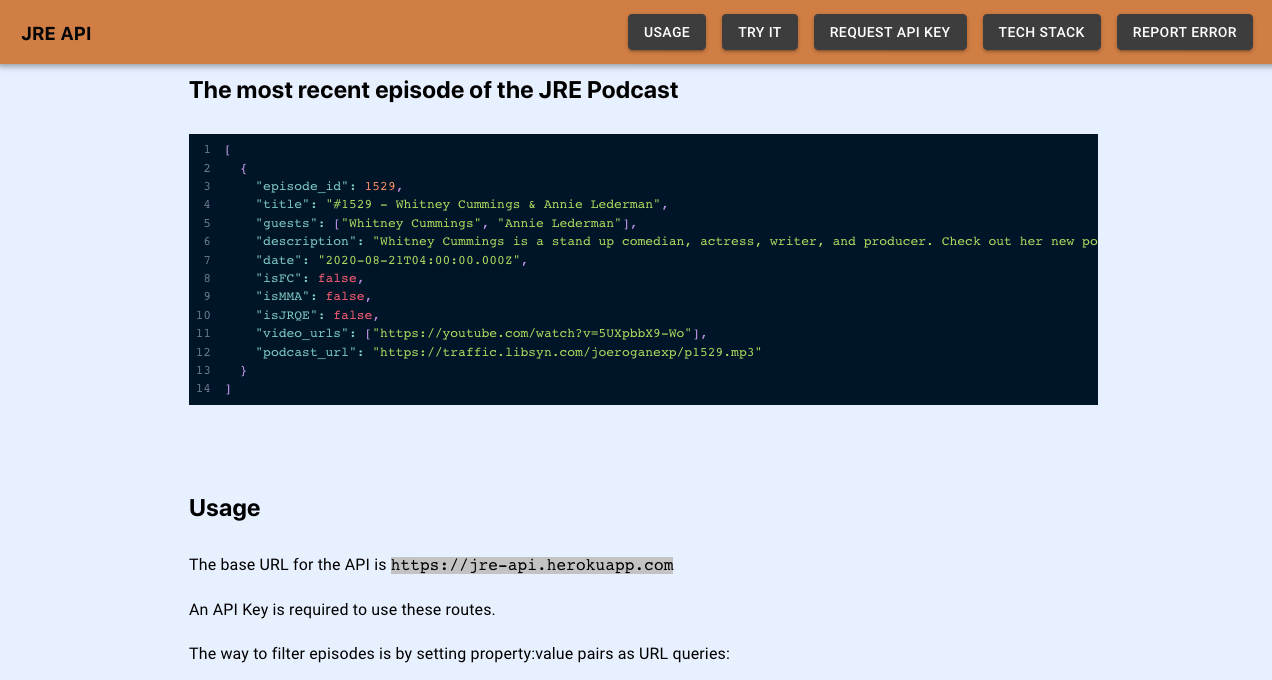 JRE API
USAGE
TRY IT
REQUEST API KEY
TECH STACK
REPORT ERROR
The most recent episode of the JRE Podcast
1 [
2 {
3 "episode_id": 1529,
4 "title": "#1529 - Whitney Cummings & Annie Lederman",
5 "guests": ["Whitney Cummings", "Annie Lederman"],
6 "description": "Whitney Cummings is a stand up comedian, actress, writer, and producer. Check out her new po
7 "date": "2020-08-21T04:00:00.000Z",
8 "isFC": false,
9 "isMMA": false,
10 "isJRQE": false,
11 "video_urls": ["https://youtube.com/watch?v=5UXpbbX9-Wo"],
12 "podcast_url": "https://traffic.libsyn.com/joeroganexp/p1529.mp3"
13 }
14 ]
Usage
The base URL for the API is https://jre-api.herokuapp.com
An API Key is required to use these routes.
The way to filter episodes is by setting property:value pairs as URL queries: